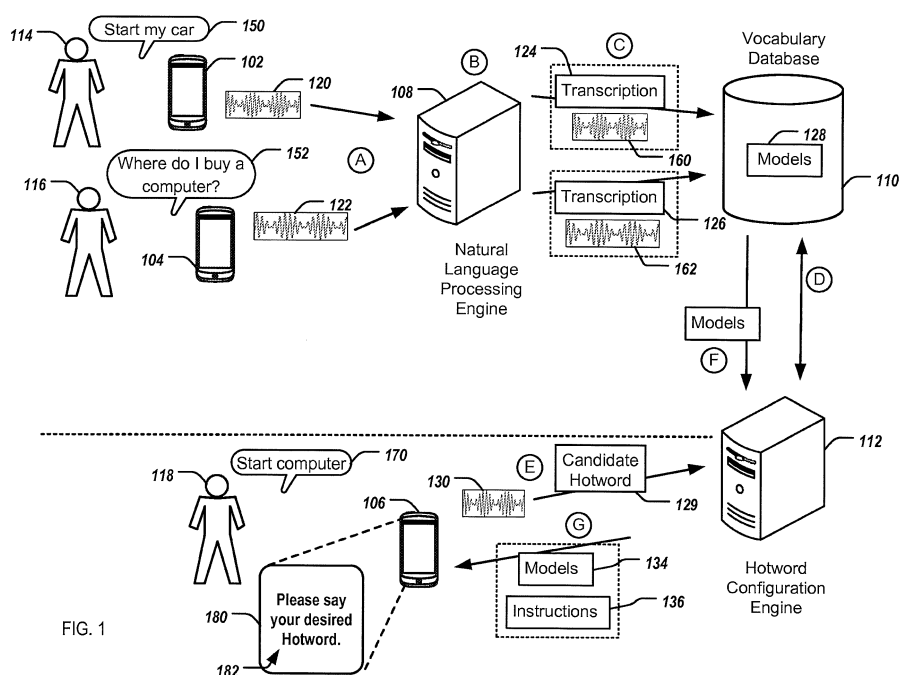 114
Start my car
150
102
120
Where do I buy a
computer?
152
116
104
122
A
B
108
Natural
Language
Processing
Engine
C
124
Transcription
160
Transcription
126
162
Vocabulary
Database
128
Models
110
D
Models
F
118
Start computer
170
106
130
E
Candidate
Hotword
129
112
Hotword
Configuration
Engine
G
Models
134
Instructions
136
180
Please say
your desired
Hotword.
182
FIG. 1